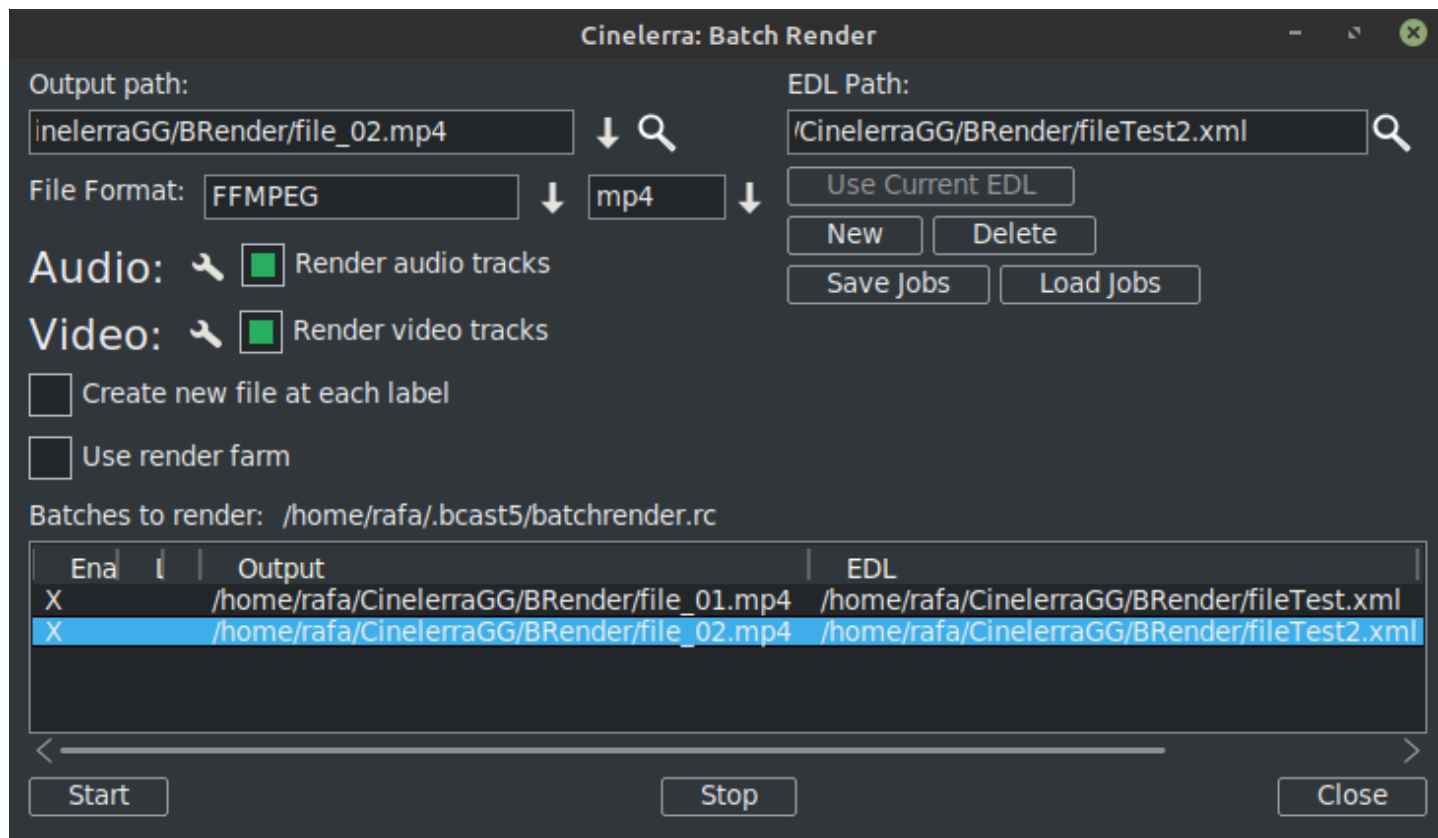 Cinelerra: Batch Render
Output path:
inelerraGG/BRender/file_02.mp4
EDL Path:
/CinelerraGG/BRender/fileTest2.xml
File Format: FFMPEG mp4
Use Current EDL
New Delete
Save Jobs Load Jobs
Audio: Render audio tracks
Video: Render video tracks
Create new file at each label
Use render farm
Batches to render: /home/rafa/.bcast5/batchrender.rc
Ena Output EDL
X /home/rafa/CinelerraGG/BRender/file_01.mp4 /home/rafa/CinelerraGG/BRender/fileTest.xml
X /home/rafa/CinelerraGG/BRender/file_02.mp4 /home/rafa/CinelerraGG/BRender/fileTest2.xml
Start Stop Close